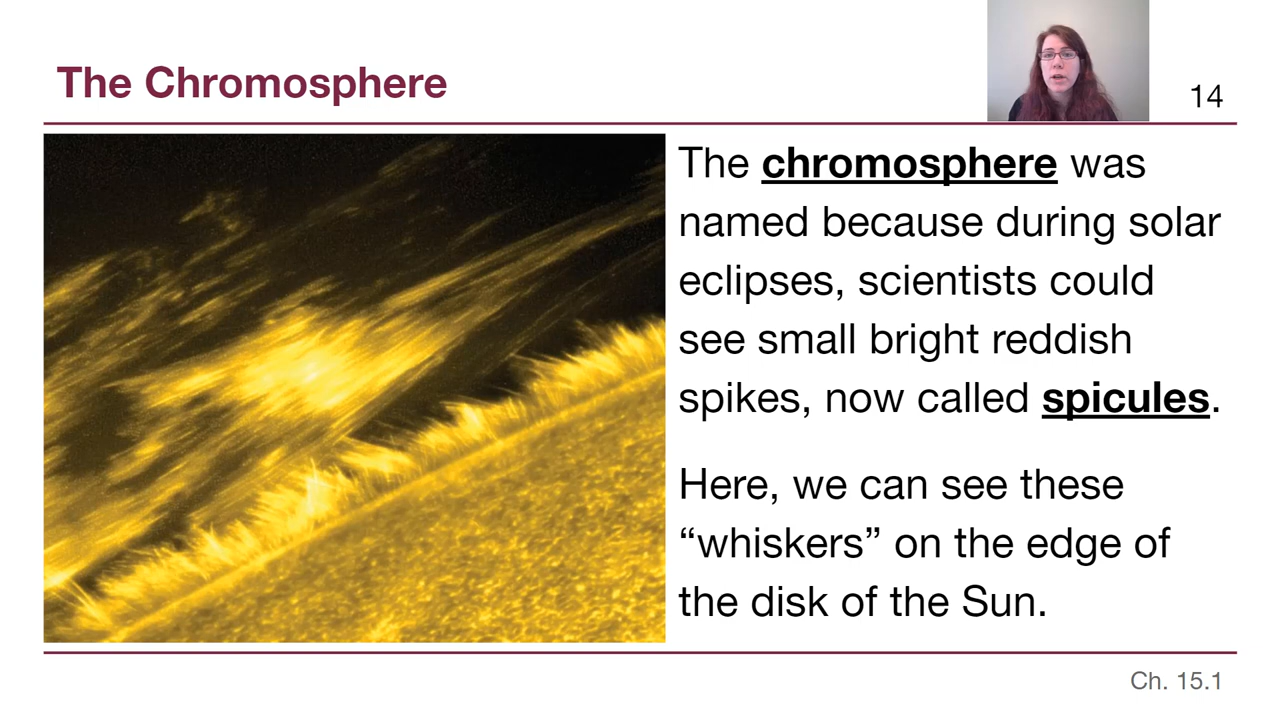 The Chromosphere
14
The chromosphere was
named because during solar
eclipses, scientists could
see small bright reddish
spikes, now called spicules.
Here, we can see these
“whiskers” on the edge of
the disk of the Sun.
Ch. 15.1